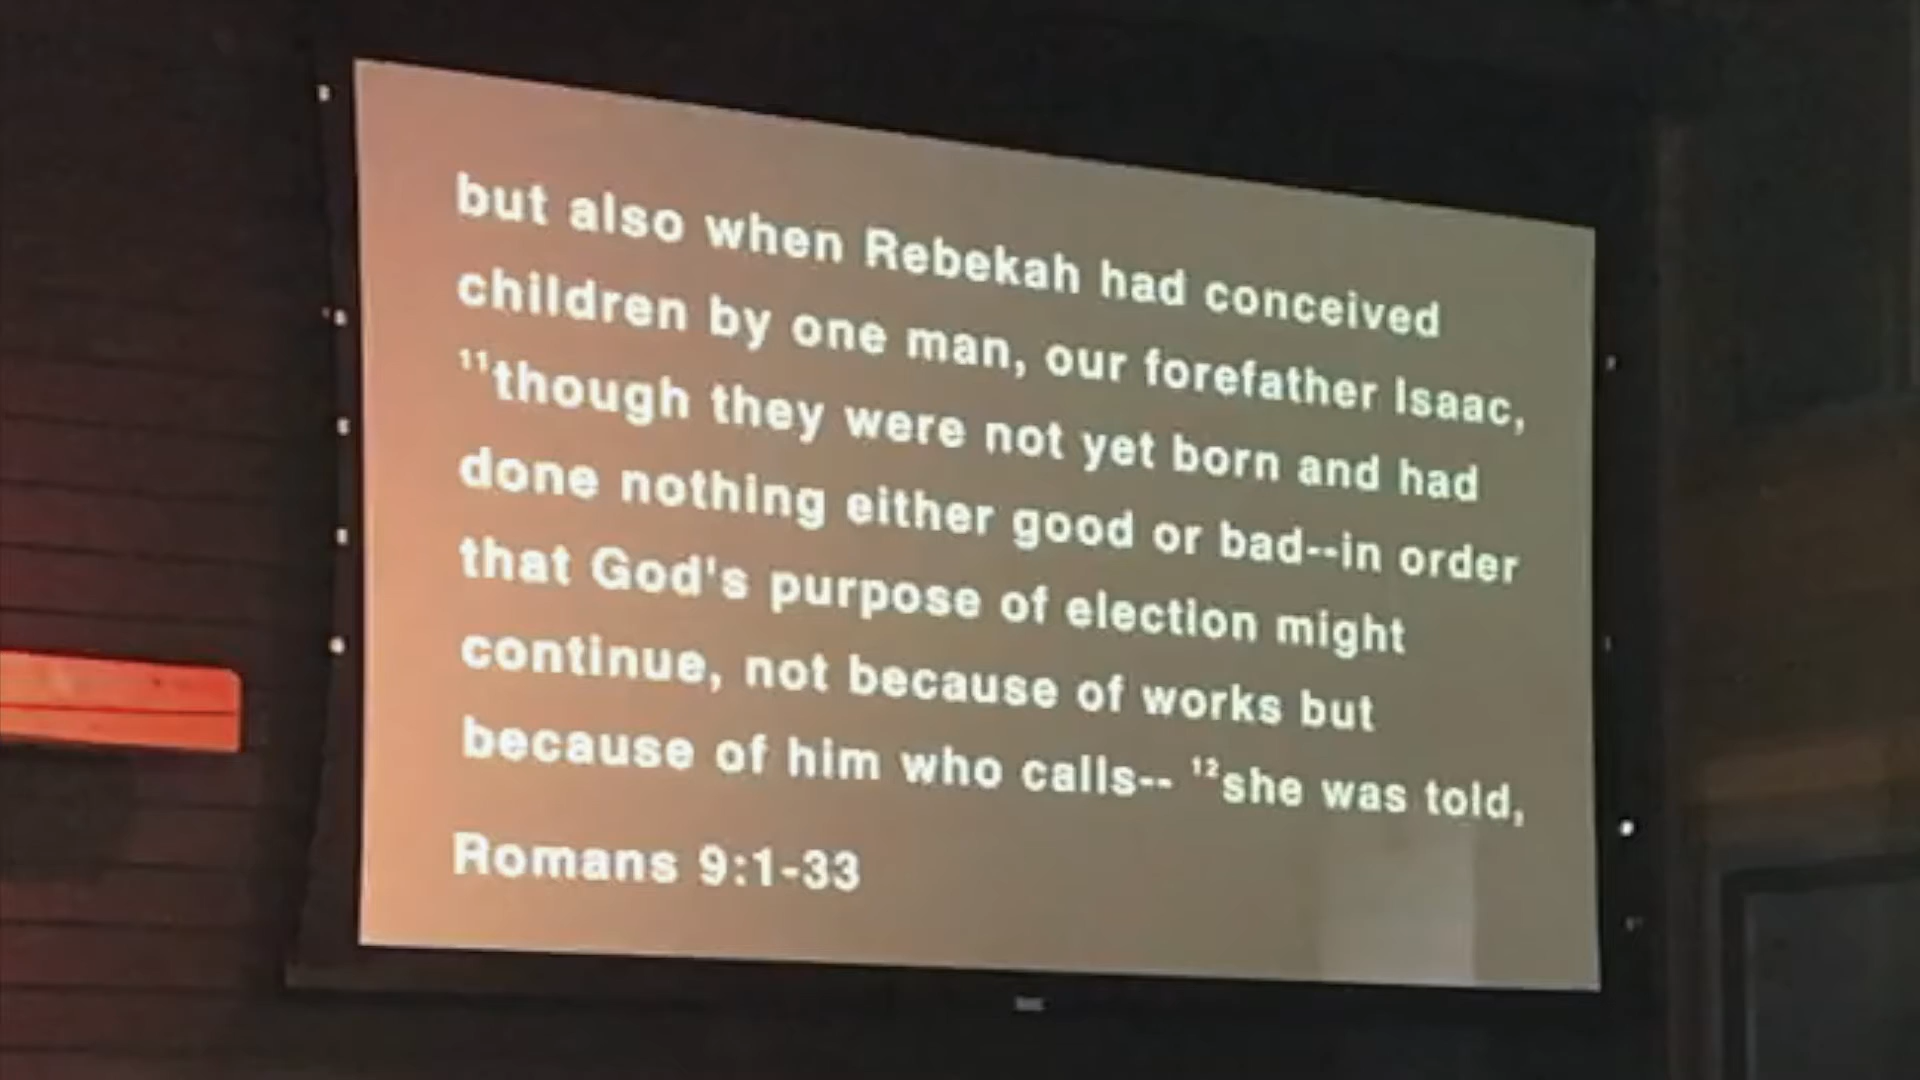 but also when Rebekah had conceived
children by one man, our forefather Isaac,
¹¹though they were not yet born and had
done nothing either good or bad--in order
that God's purpose of election might
continue, not because of works but
because of him who calls-- ¹²she was told,
Romans 9:1-33